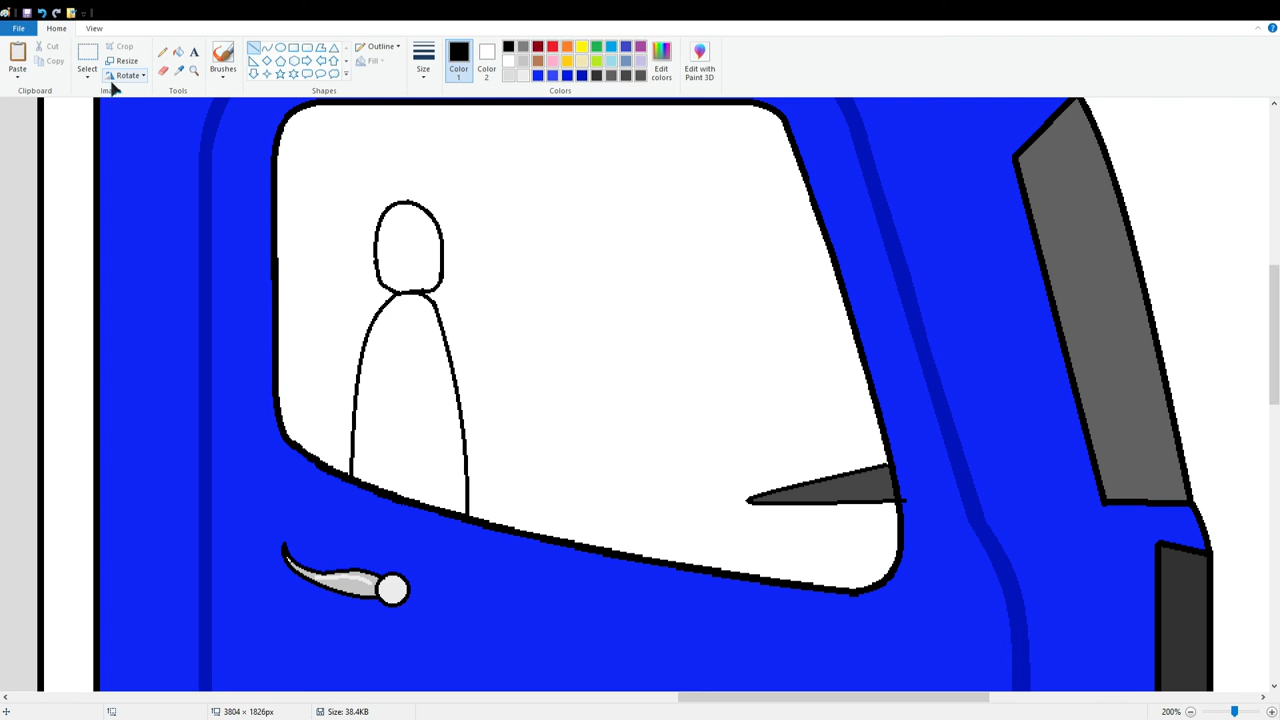 File Home View
Paste
Cut
Copy
Clipboard
Select
Crop
Resize
Rotate
Tools
Brushes
Outline
Fill
Shapes
Size
Color 1
Color 2
Edit colors
Colors
Edit with Paint 3D
3804 × 1826px
Size: 38.4KB
200%